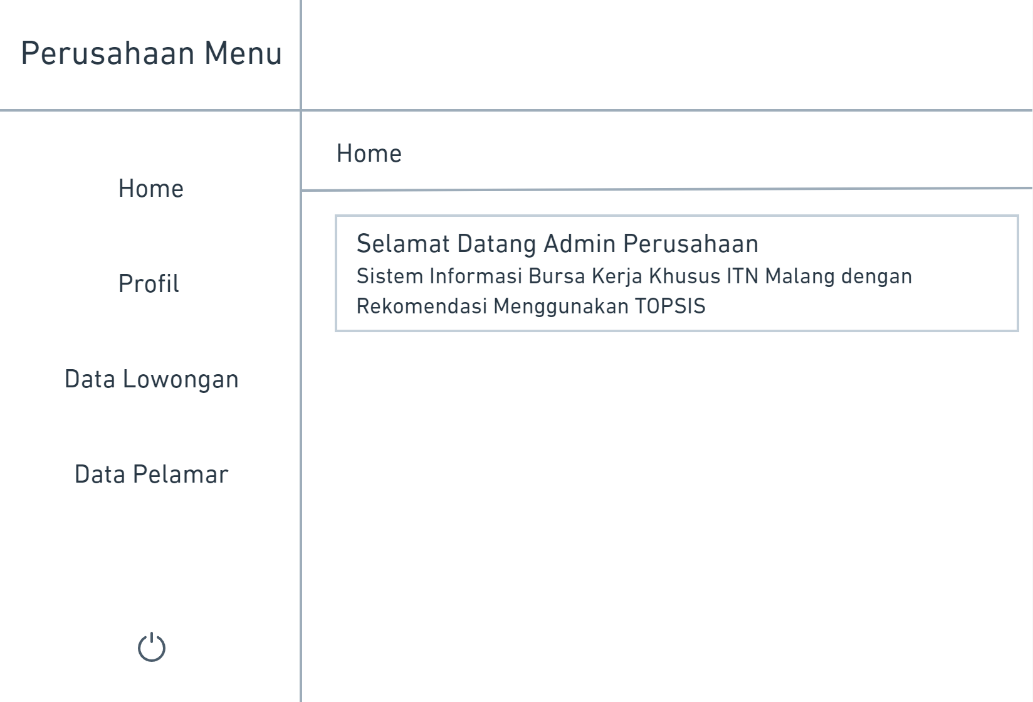 Perusahaan Menu
Home
Profil
Data Lowongan
Data Pelamar
Home
Selamat Datang Admin Perusahaan
Sistem Informasi Bursa Kerja Khusus ITN Malang dengan
Rekomendasi Menggunakan TOPSIS